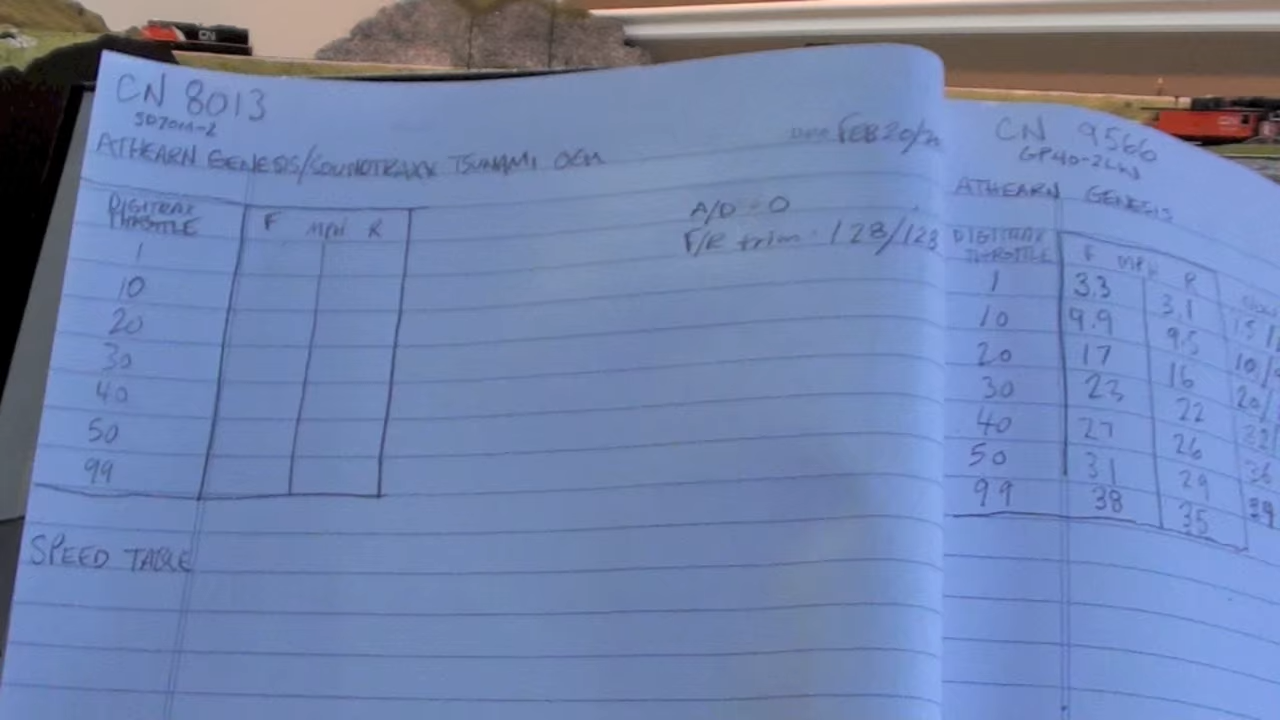 CN
CN 8013
SD70M-2
ATHEARN GENESIS/SOUNDTRAXX TSUNAMI OEM
FEB 20/
DIGITRAX
THROTTLE F mph R
1
10
20
30
40
50
99
A/D = 0
F/R trim = 128/128
SPEED TABLE
CN 9566
GP40-2LW
ATHEARN GENESIS
DIGITRAX
THROTTLE F mph R
1 3.3 3.1
10 9.9 9.5
20 17 16
30 23 22
40 27 26
50 31 29
99 38 35